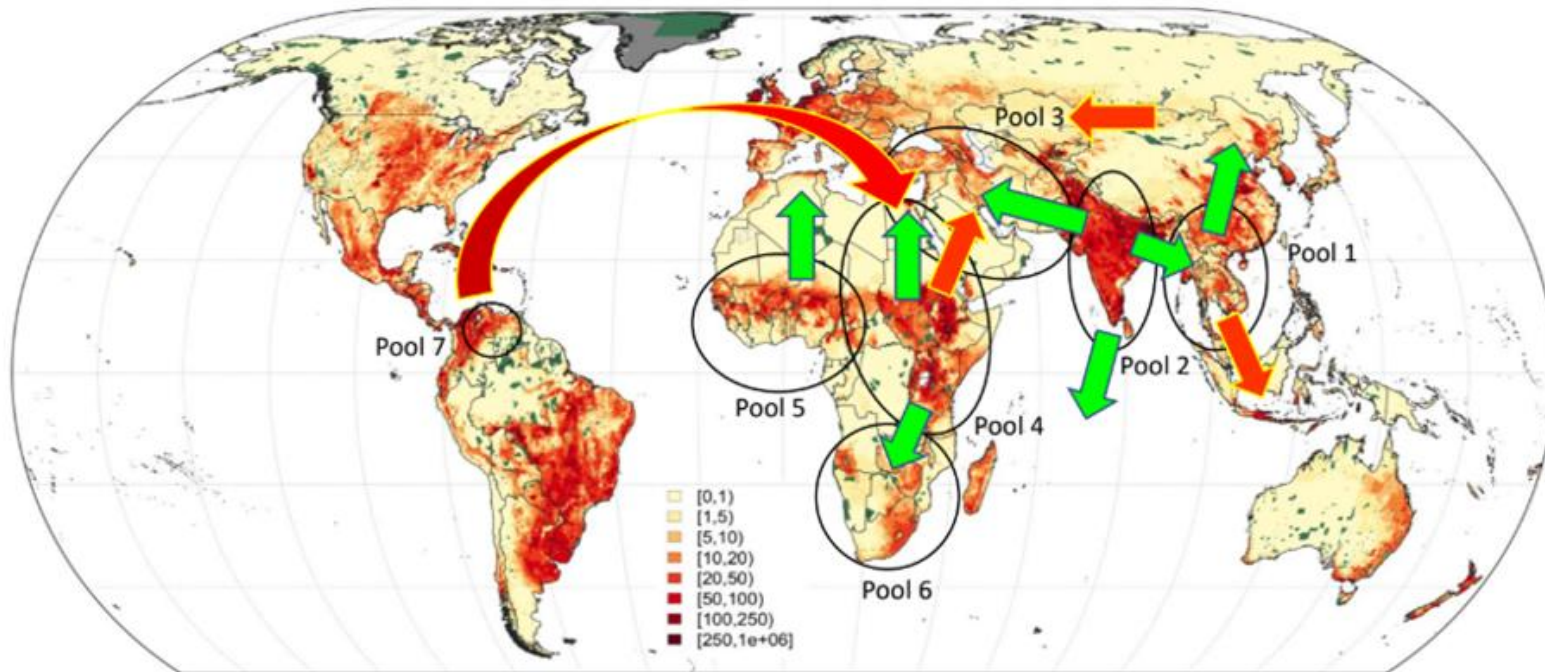 Pool 3
Pool 1
Pool 7
Pool 2
Pool 5
Pool 4
Pool 6
[0,1)
[1,5)
[5,10)
[10,20)
[20,50)
[50,100)
[100,250)
[250,1e+06]